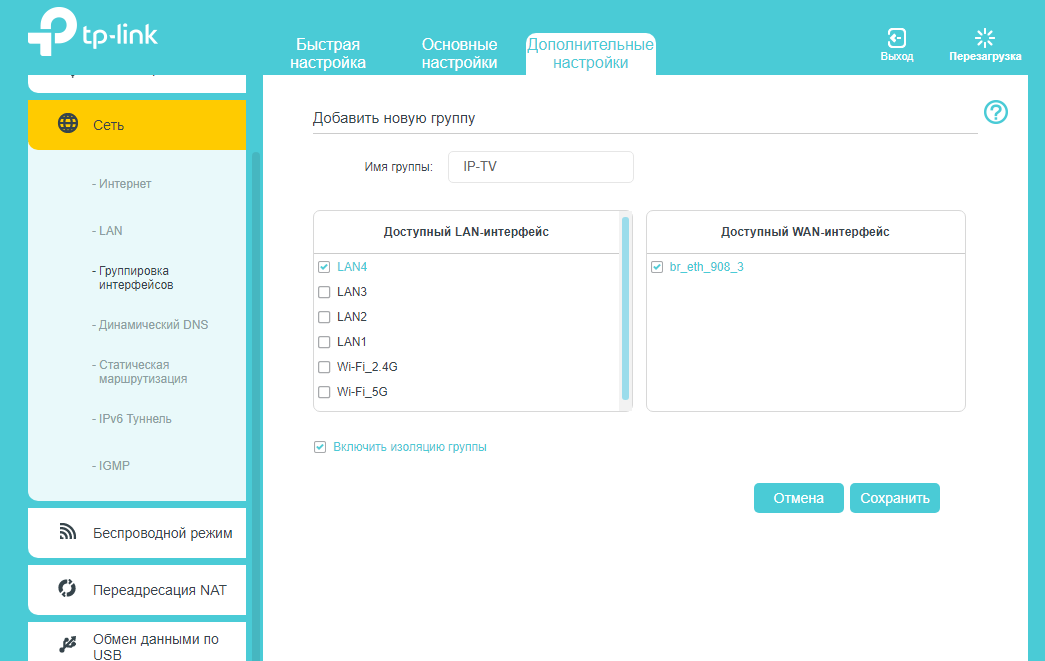 tp-link
Быстрая
настройка
Основные
настройки
Дополнительные
настройки
Выход
Перезагрузка
Сеть
- Интернет
- LAN
- Группировка
интерфейсов
- Динамический DNS
- Статическая
маршрутизация
- IPv6 Туннель
- IGMP
Беспроводной режим
Переадресация NAT
Обмен данными по
USB
Добавить новую группу
?
Имя группы:
IP-TV
Доступный LAN-интерфейс
LAN4
LAN3
LAN2
LAN1
Wi-Fi_2.4G
Wi-Fi_5G
Доступный WAN-интерфейс
br_eth_908_3
Включить изоляцию группы
Отмена
Сохранить